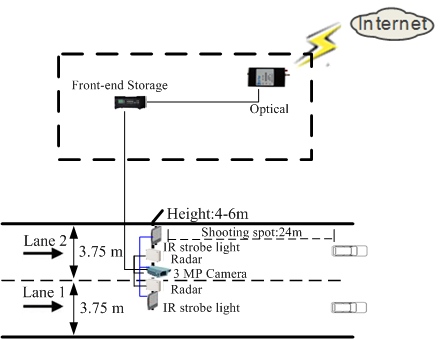 Internet
Front-end Storage
Optical
Height:4-6m
Shooting spot:24m
Lane 2
3.75 m
IR strobe light
Radar
3 MP Camera
Lane 1
3.75 m
Radar
IR strobe light